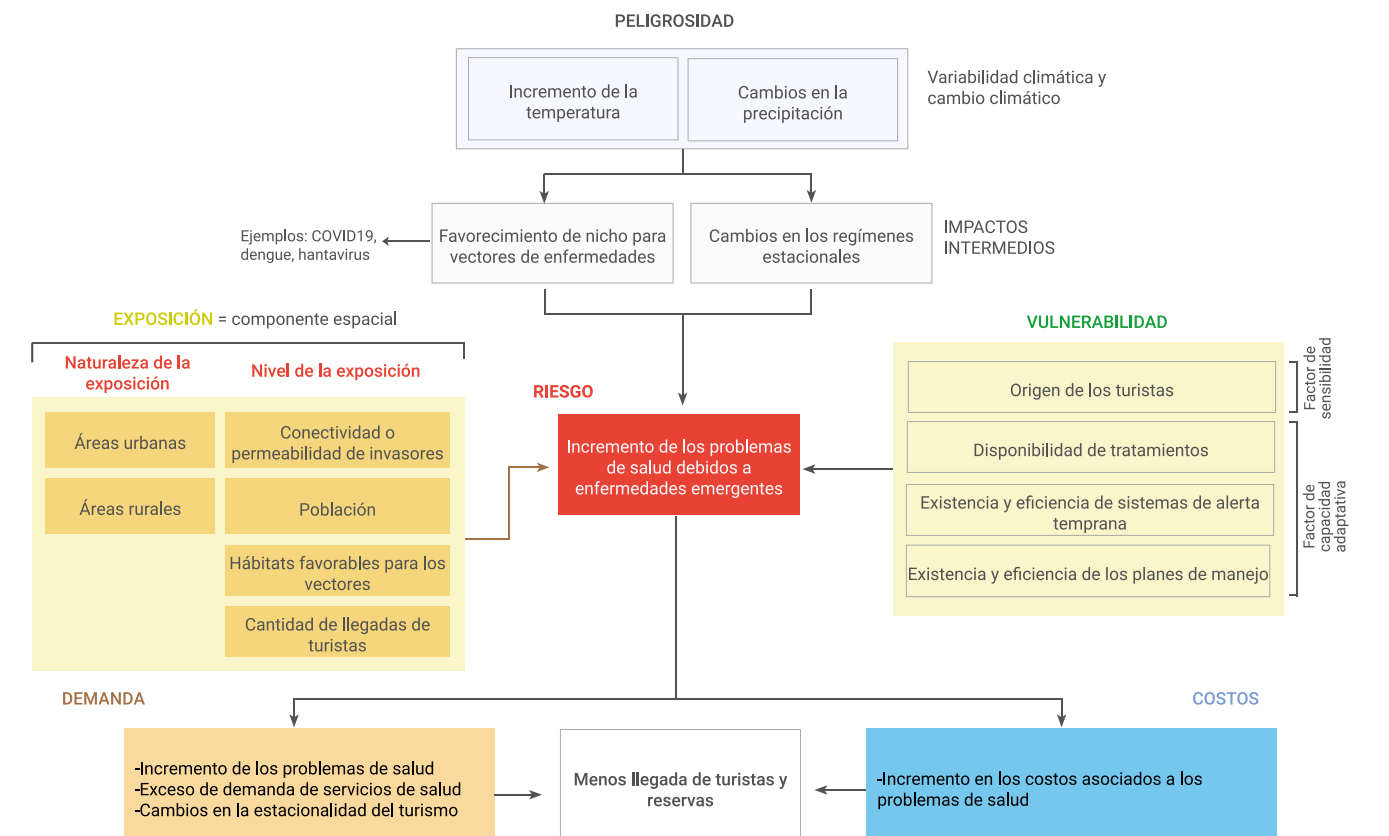 PELIGROSIDAD
Incremento de la
temperatura
Cambios en la
precipitación
Variabilidad climática y
cambio climático
Ejemplos: COVID19,
dengue, hantavirus
Favorecimiento de nicho para
vectores de enfermedades
Cambios en los regímenes
estacionales
IMPACTOS
INTERMEDIOS
EXPOSICIÓN = componente espacial
Naturaleza de la
exposición
Nivel de la exposición
Áreas urbanas
Áreas rurales
Conectividad o
permeabilidad de invasores
Población
Hábitats favorables para los
vectores
Cantidad de llegadas de
turistas
RIESGO
Incremento de los problemas
de salud debidos a
enfermedades emergentes
VULNERABILIDAD
Origen de los turistas
Disponibilidad de tratamientos
Existencia y eficiencia de sistemas de alerta
temprana
Existencia y eficiencia de los planes de manejo
Factor de
sensibilidad
Factor de
capacidad
adaptativa
DEMANDA
-Incremento de los problemas de salud
-Exceso de demanda de servicios de salud
-Cambios en la estacionalidad del turismo
Menos llegada de turistas y
reservas
COSTOS
-Incremento en los costos asociados a los
problemas de salud